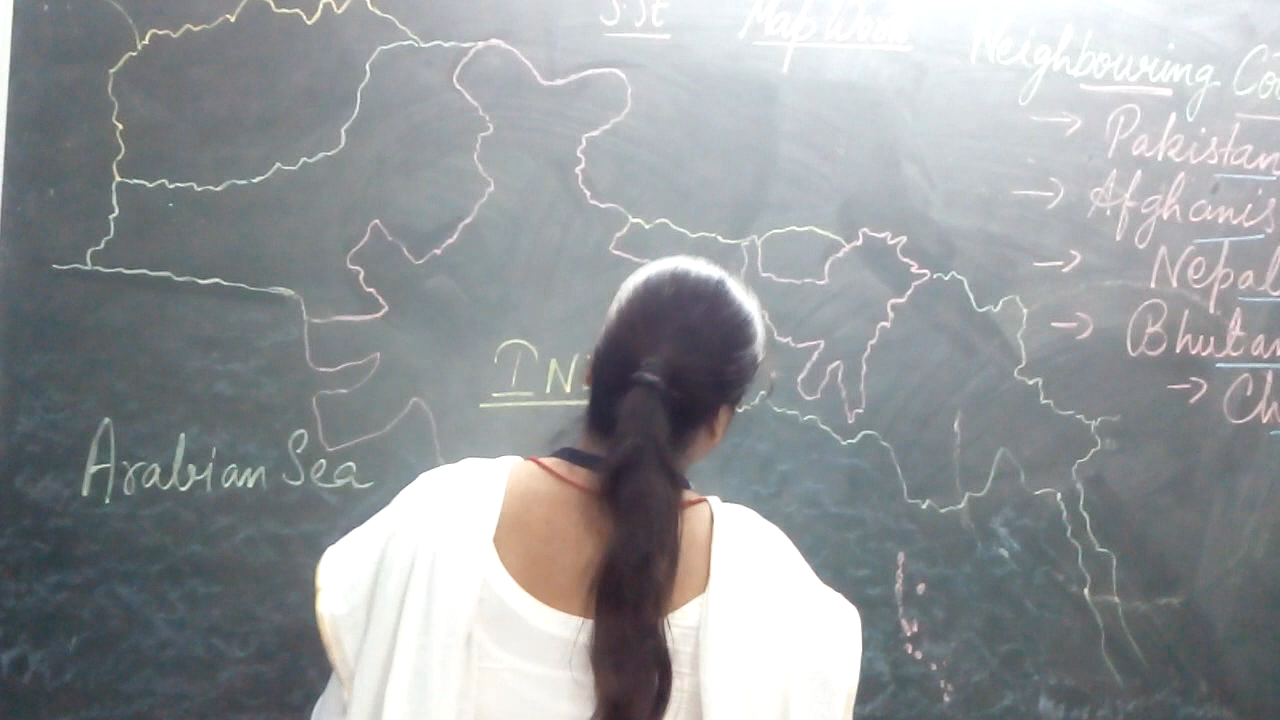 S.St Map Work
Neighbouring Co
→ Pakistan
→ Afghanis
→ Nepal
→ Bhutan
→ Ch
IN
Arabian Sea